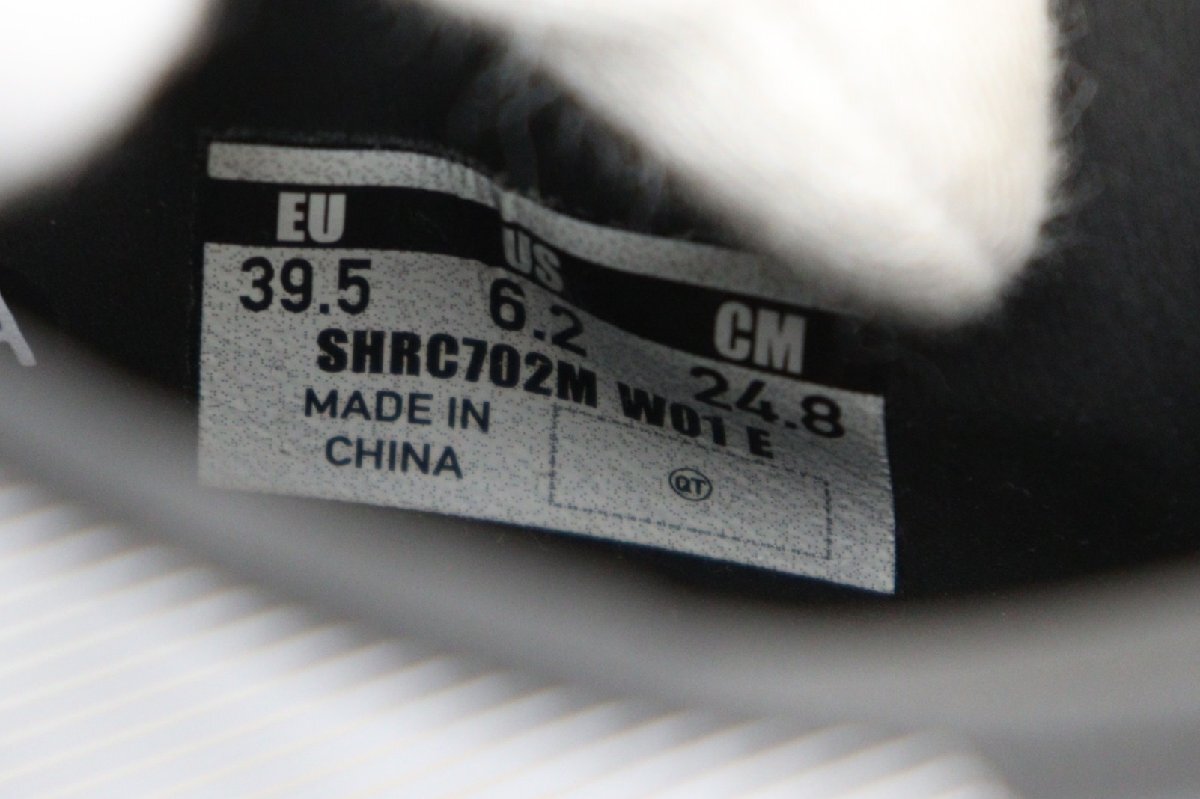 EU US CM
39.5 6.2 24.8
SHRC702M W01 E
MADE IN
CHINA
QT
A